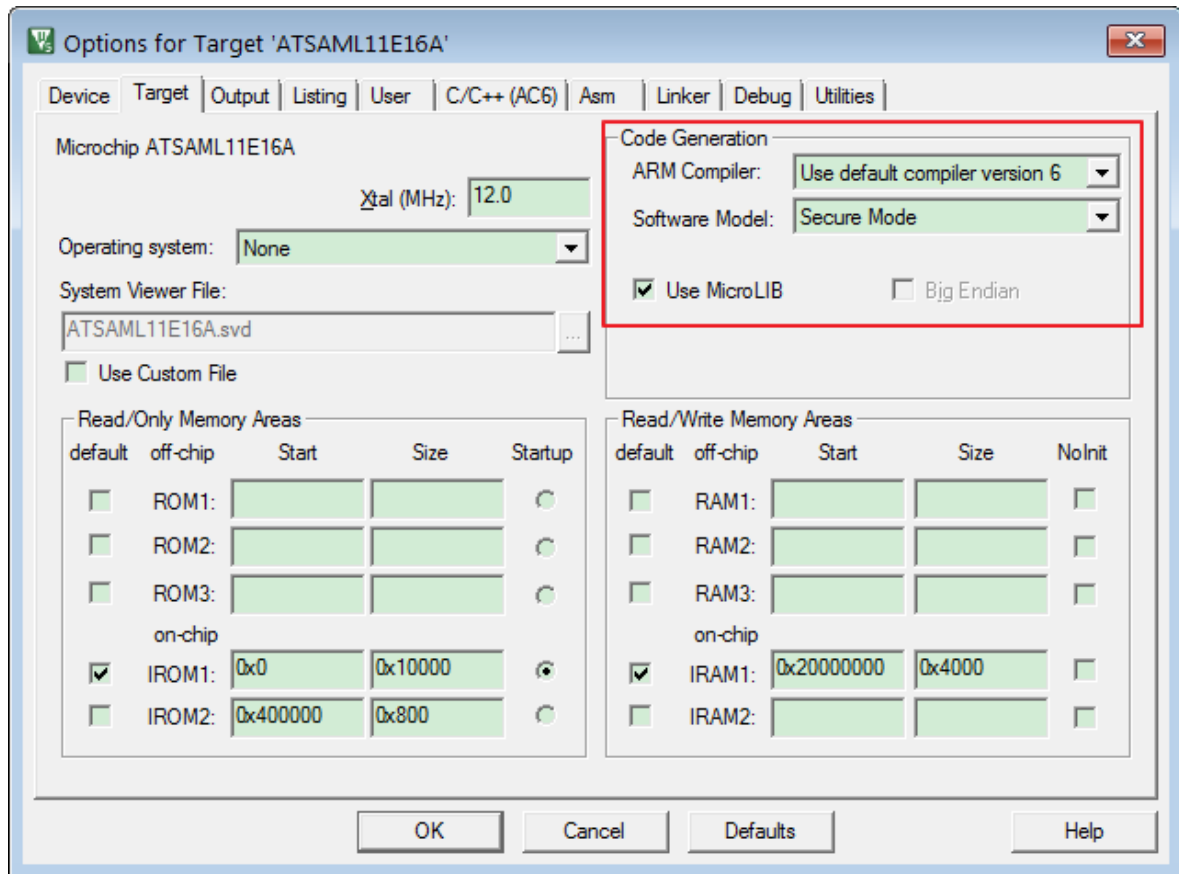 Options for Target 'ATSAML11E16A'
Device Target Output Listing User C/C++ (AC6) Asm Linker Debug Utilities
Microchip ATSAML11E16A
Xtal (MHz): 12.0
Operating system: None
System Viewer File:
ATSAML11E16A.svd ...
Use Custom File
Code Generation
ARM Compiler: Use default compiler version 6
Software Model: Secure Mode
Use MicroLIB Big Endian
Read/Only Memory Areas
default off-chip Start Size Startup
ROM1:
ROM2:
ROM3:
on-chip
IROM1: 0x0 0x10000
IROM2: 0x400000 0x800
Read/Write Memory Areas
default off-chip Start Size NoInit
RAM1:
RAM2:
RAM3:
on-chip
IRAM1: 0x20000000 0x4000
IRAM2:
OK Cancel Defaults Help